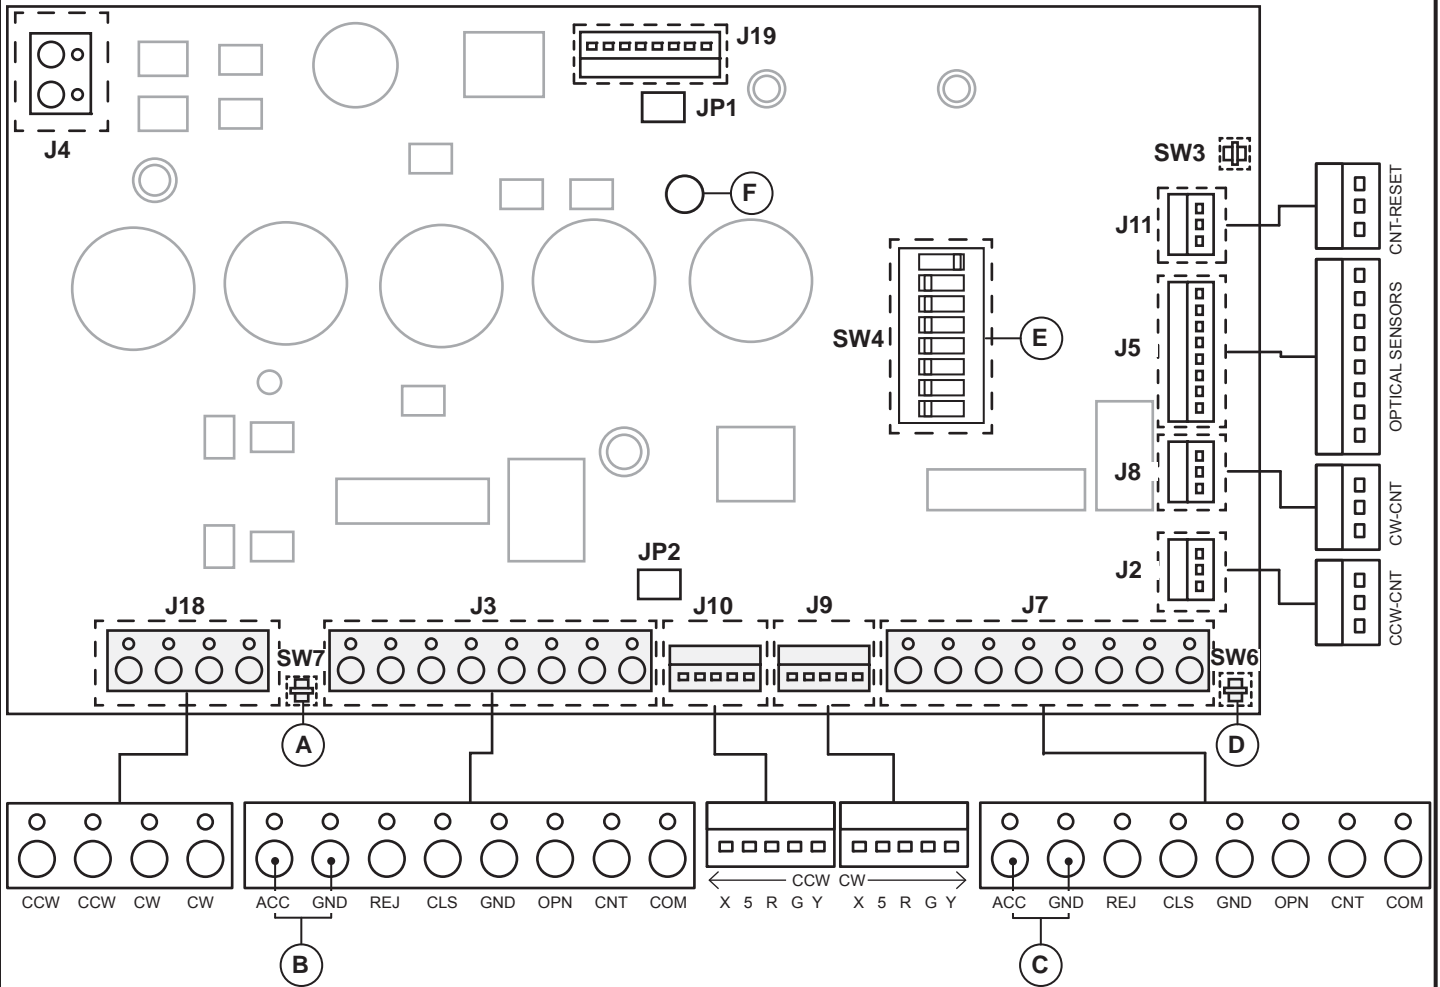 J19
JP1
J4
SW3
F
J11
CNT-RESET
SW4
E
J5
OPTICAL SENSORS
J8
CW-CNT
JP2
J2
CCW-CNT
J18
J3
J10
J9
J7
SW7
SW6
A
D
CCW CW
CCW CCW CW CW
ACC GND REJ CLS GND OPN CNT COM
X 5 R G Y
X 5 R G Y
ACC GND REJ CLS GND OPN CNT COM
B
C